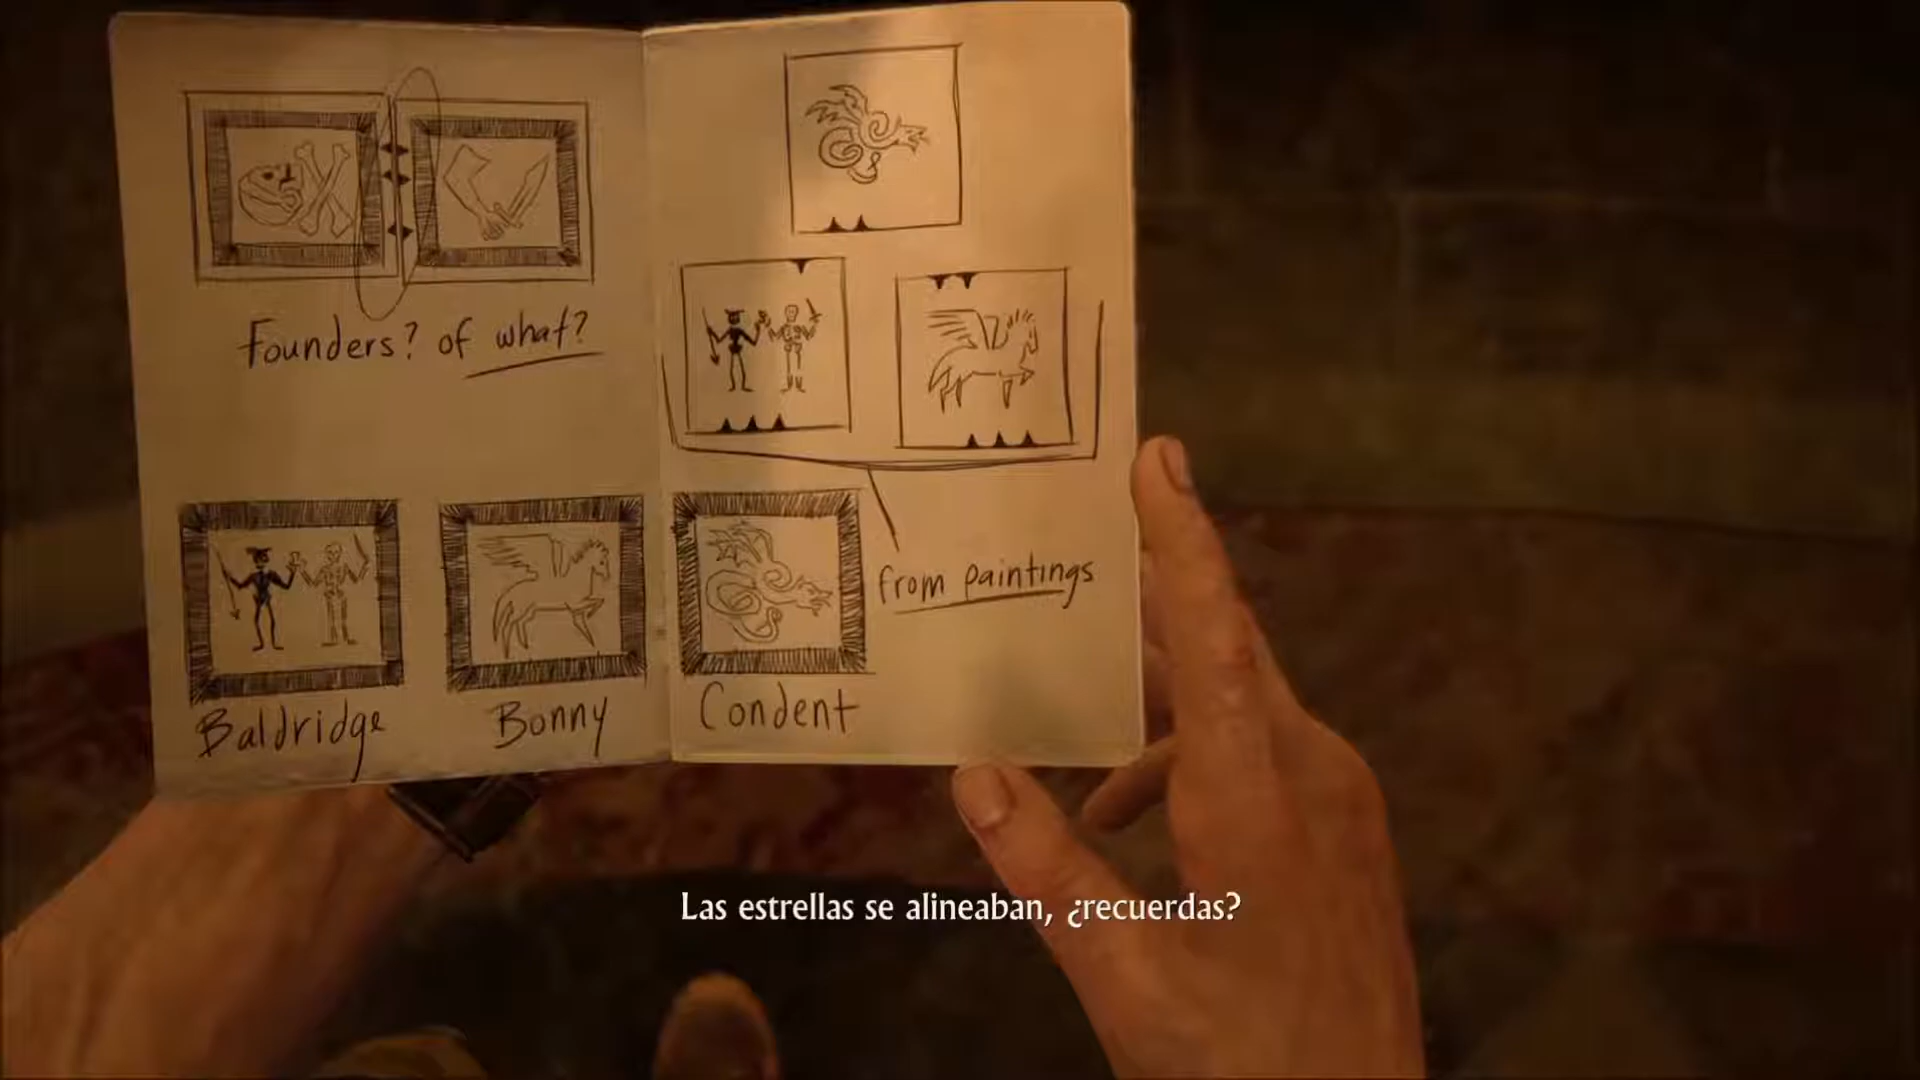 Founders? of what?
from paintings
Baldridge
Bonny
Condent
Las estrellas se alineaban, ¿recuerdas?